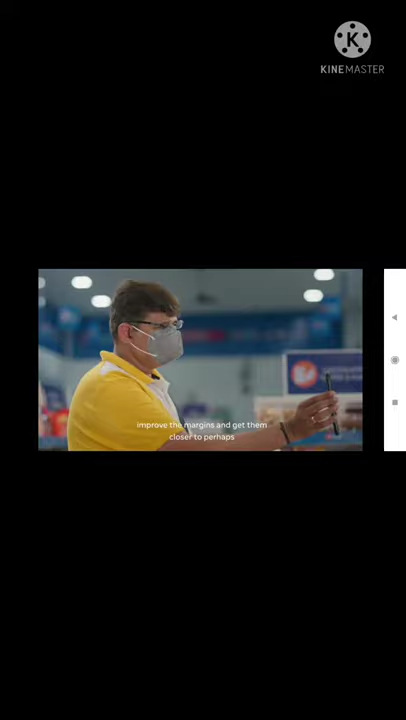 K
KINEMASTER
improve the margins and get them
closer to perhaps